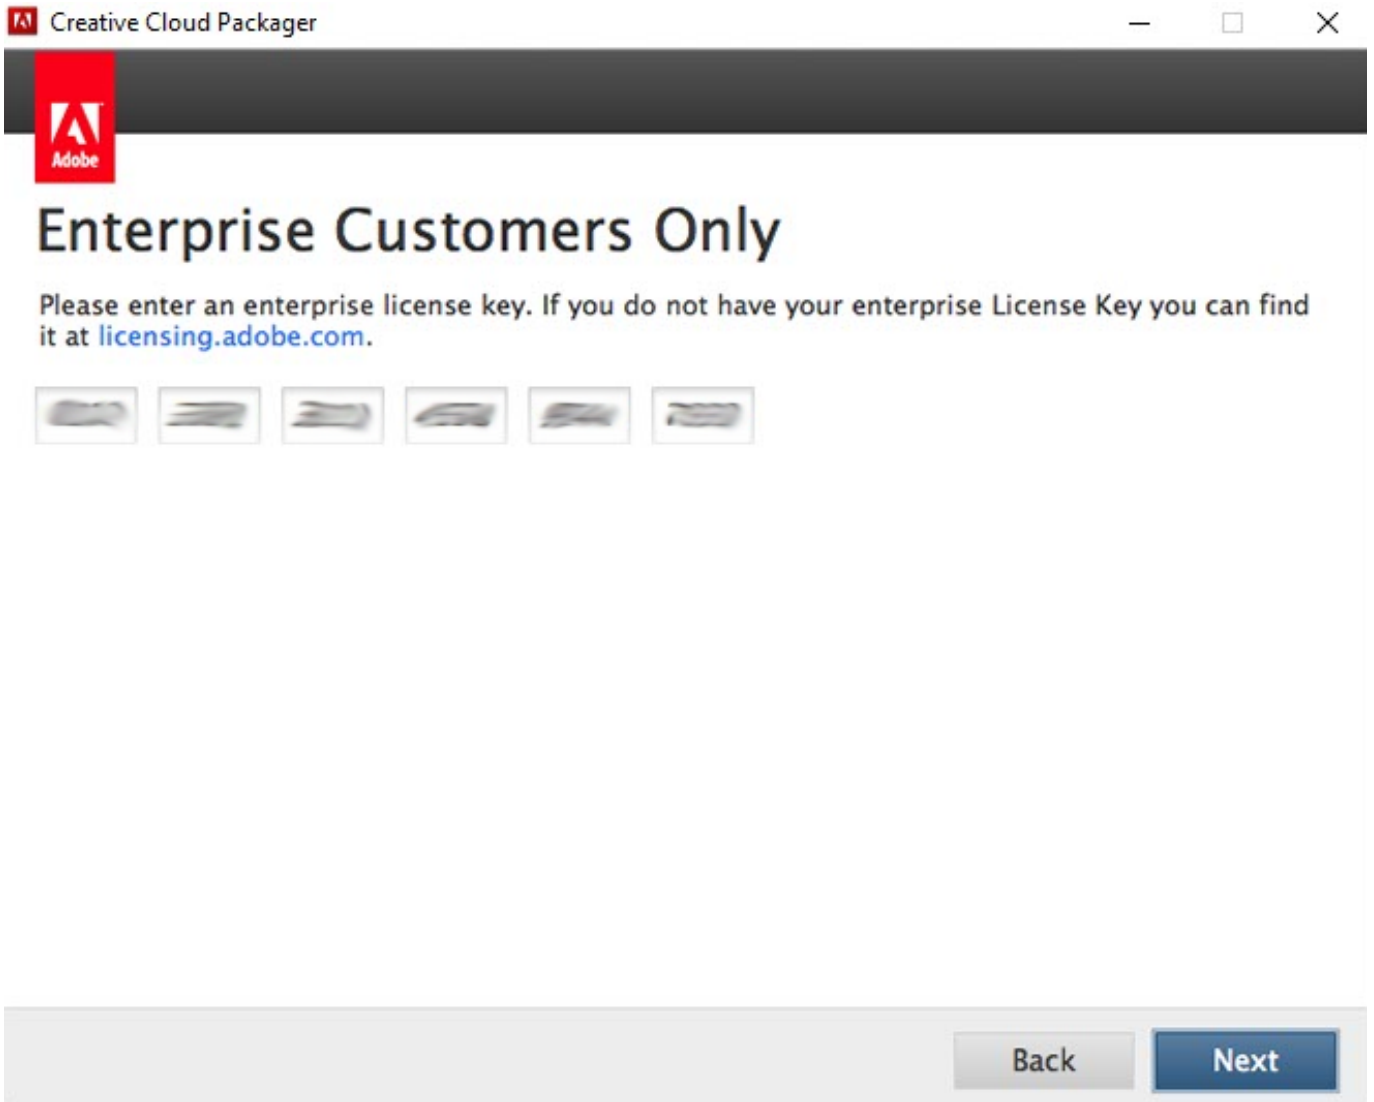 Creative Cloud Packager
Adobe
Enterprise Customers Only
Please enter an enterprise license key. If you do not have your enterprise License Key you can find
it at licensing.adobe.com.
Back
Next